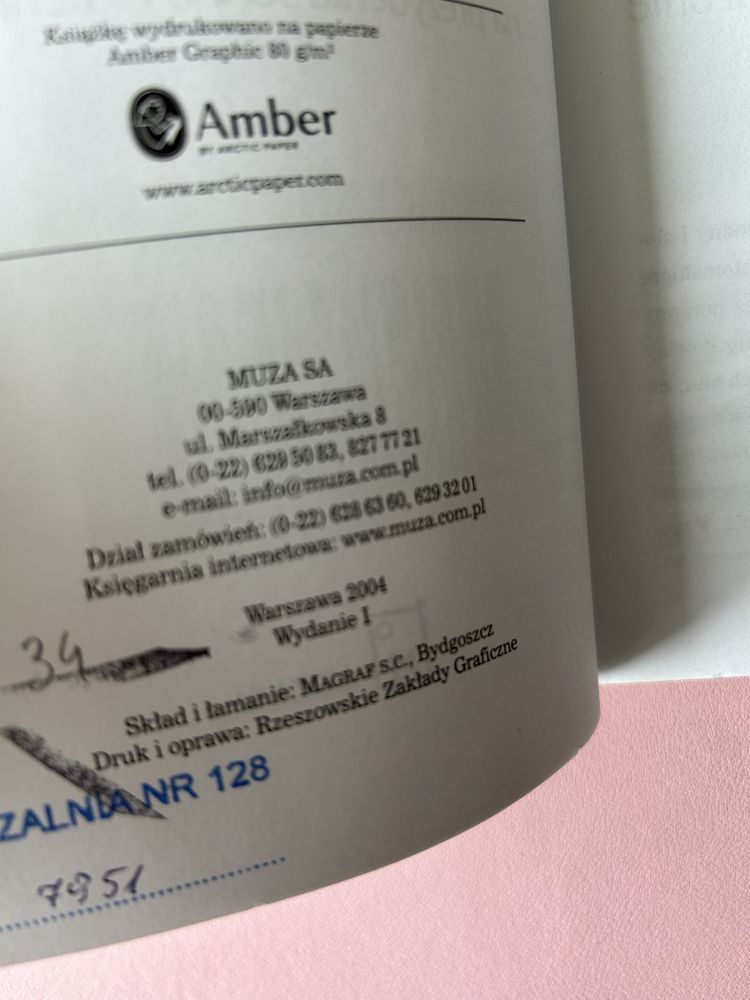 Książkę wydrukowano na papierze
Amber Graphic 80 g/m²
Amber
BY ARCTIC PAPER
www.arcticpaper.com
MUZA SA
00-590 Warszawa
ul. Marszałkowska 8
tel. (0-22) 629 50 83, 827 77 21
e-mail: info@muza.com.pl
Dział zamówień: (0-22) 628 63 60, 629 32 01
Księgarnia internetowa: www.muza.com.pl
Warszawa 2004
Wydanie I
34
Skład i łamanie: MAGRAF S.C., Bydgoszcz
Druk i oprawa: Rzeszowskie Zakłady Graficzne
ZALNIA NR 128
7951